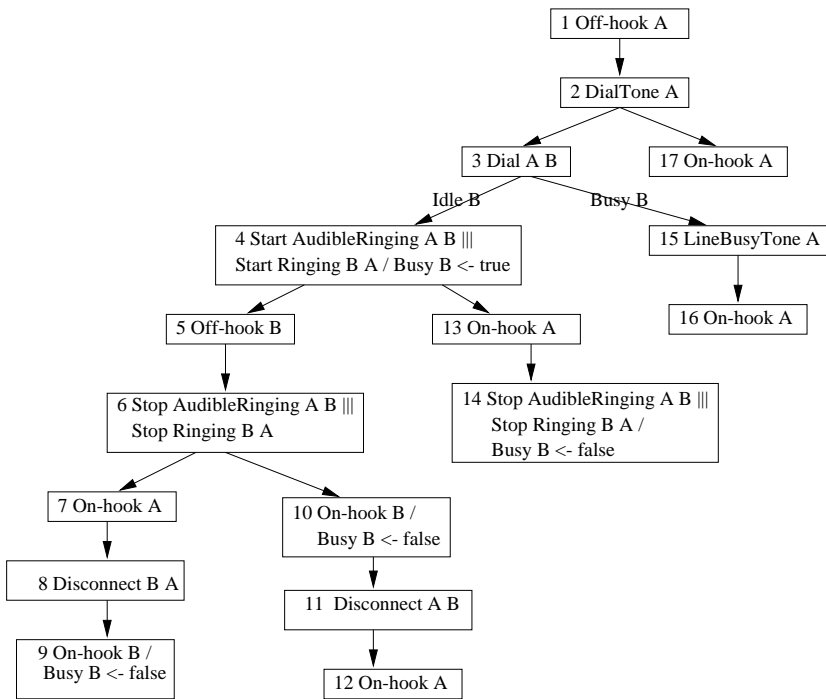 1 Off-hook A
2 DialTone A
3 Dial A B
17 On-hook A
Idle B
Busy B
4 Start AudibleRinging A B |||
Start Ringing B A / Busy B <- true
15 LineBusyTone A
5 Off-hook B
13 On-hook A
16 On-hook A
6 Stop AudibleRinging A B |||
Stop Ringing B A
14 Stop AudibleRinging A B |||
Stop Ringing B A /
Busy B <- false
7 On-hook A
10 On-hook B /
Busy B <- false
8 Disconnect B A
11 Disconnect A B
9 On-hook B /
Busy B <- false
12 On-hook A